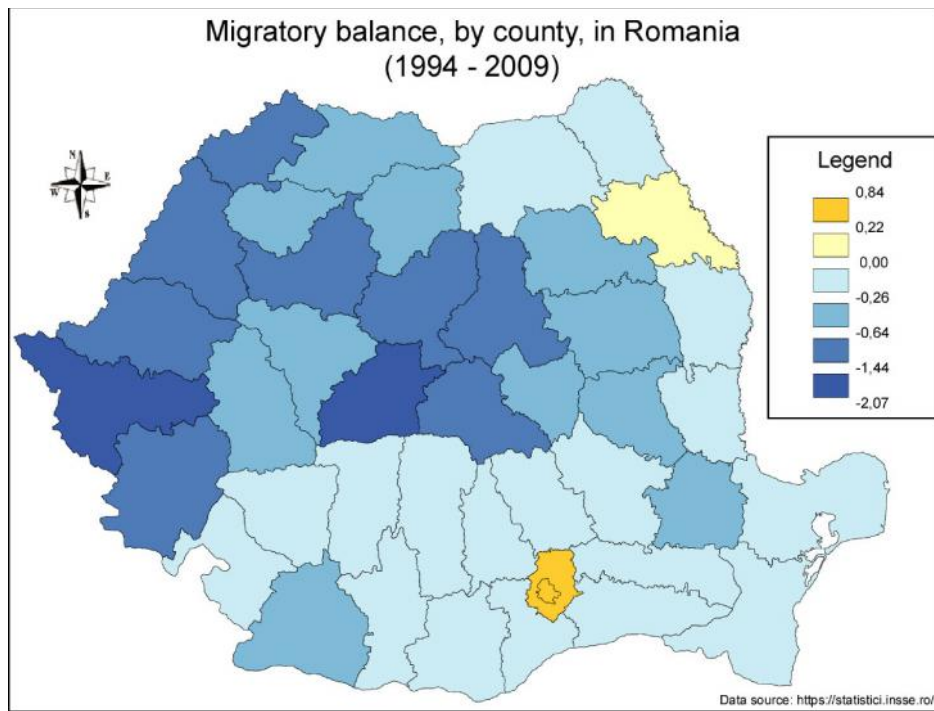 Migratory balance, by county, in Romania
(1994 - 2009)
N
W E
S
Legend
0,84
0,22
0,00
-0,26
-0,64
-1,44
-2,07
Data source: https://statistici.insse.ro/